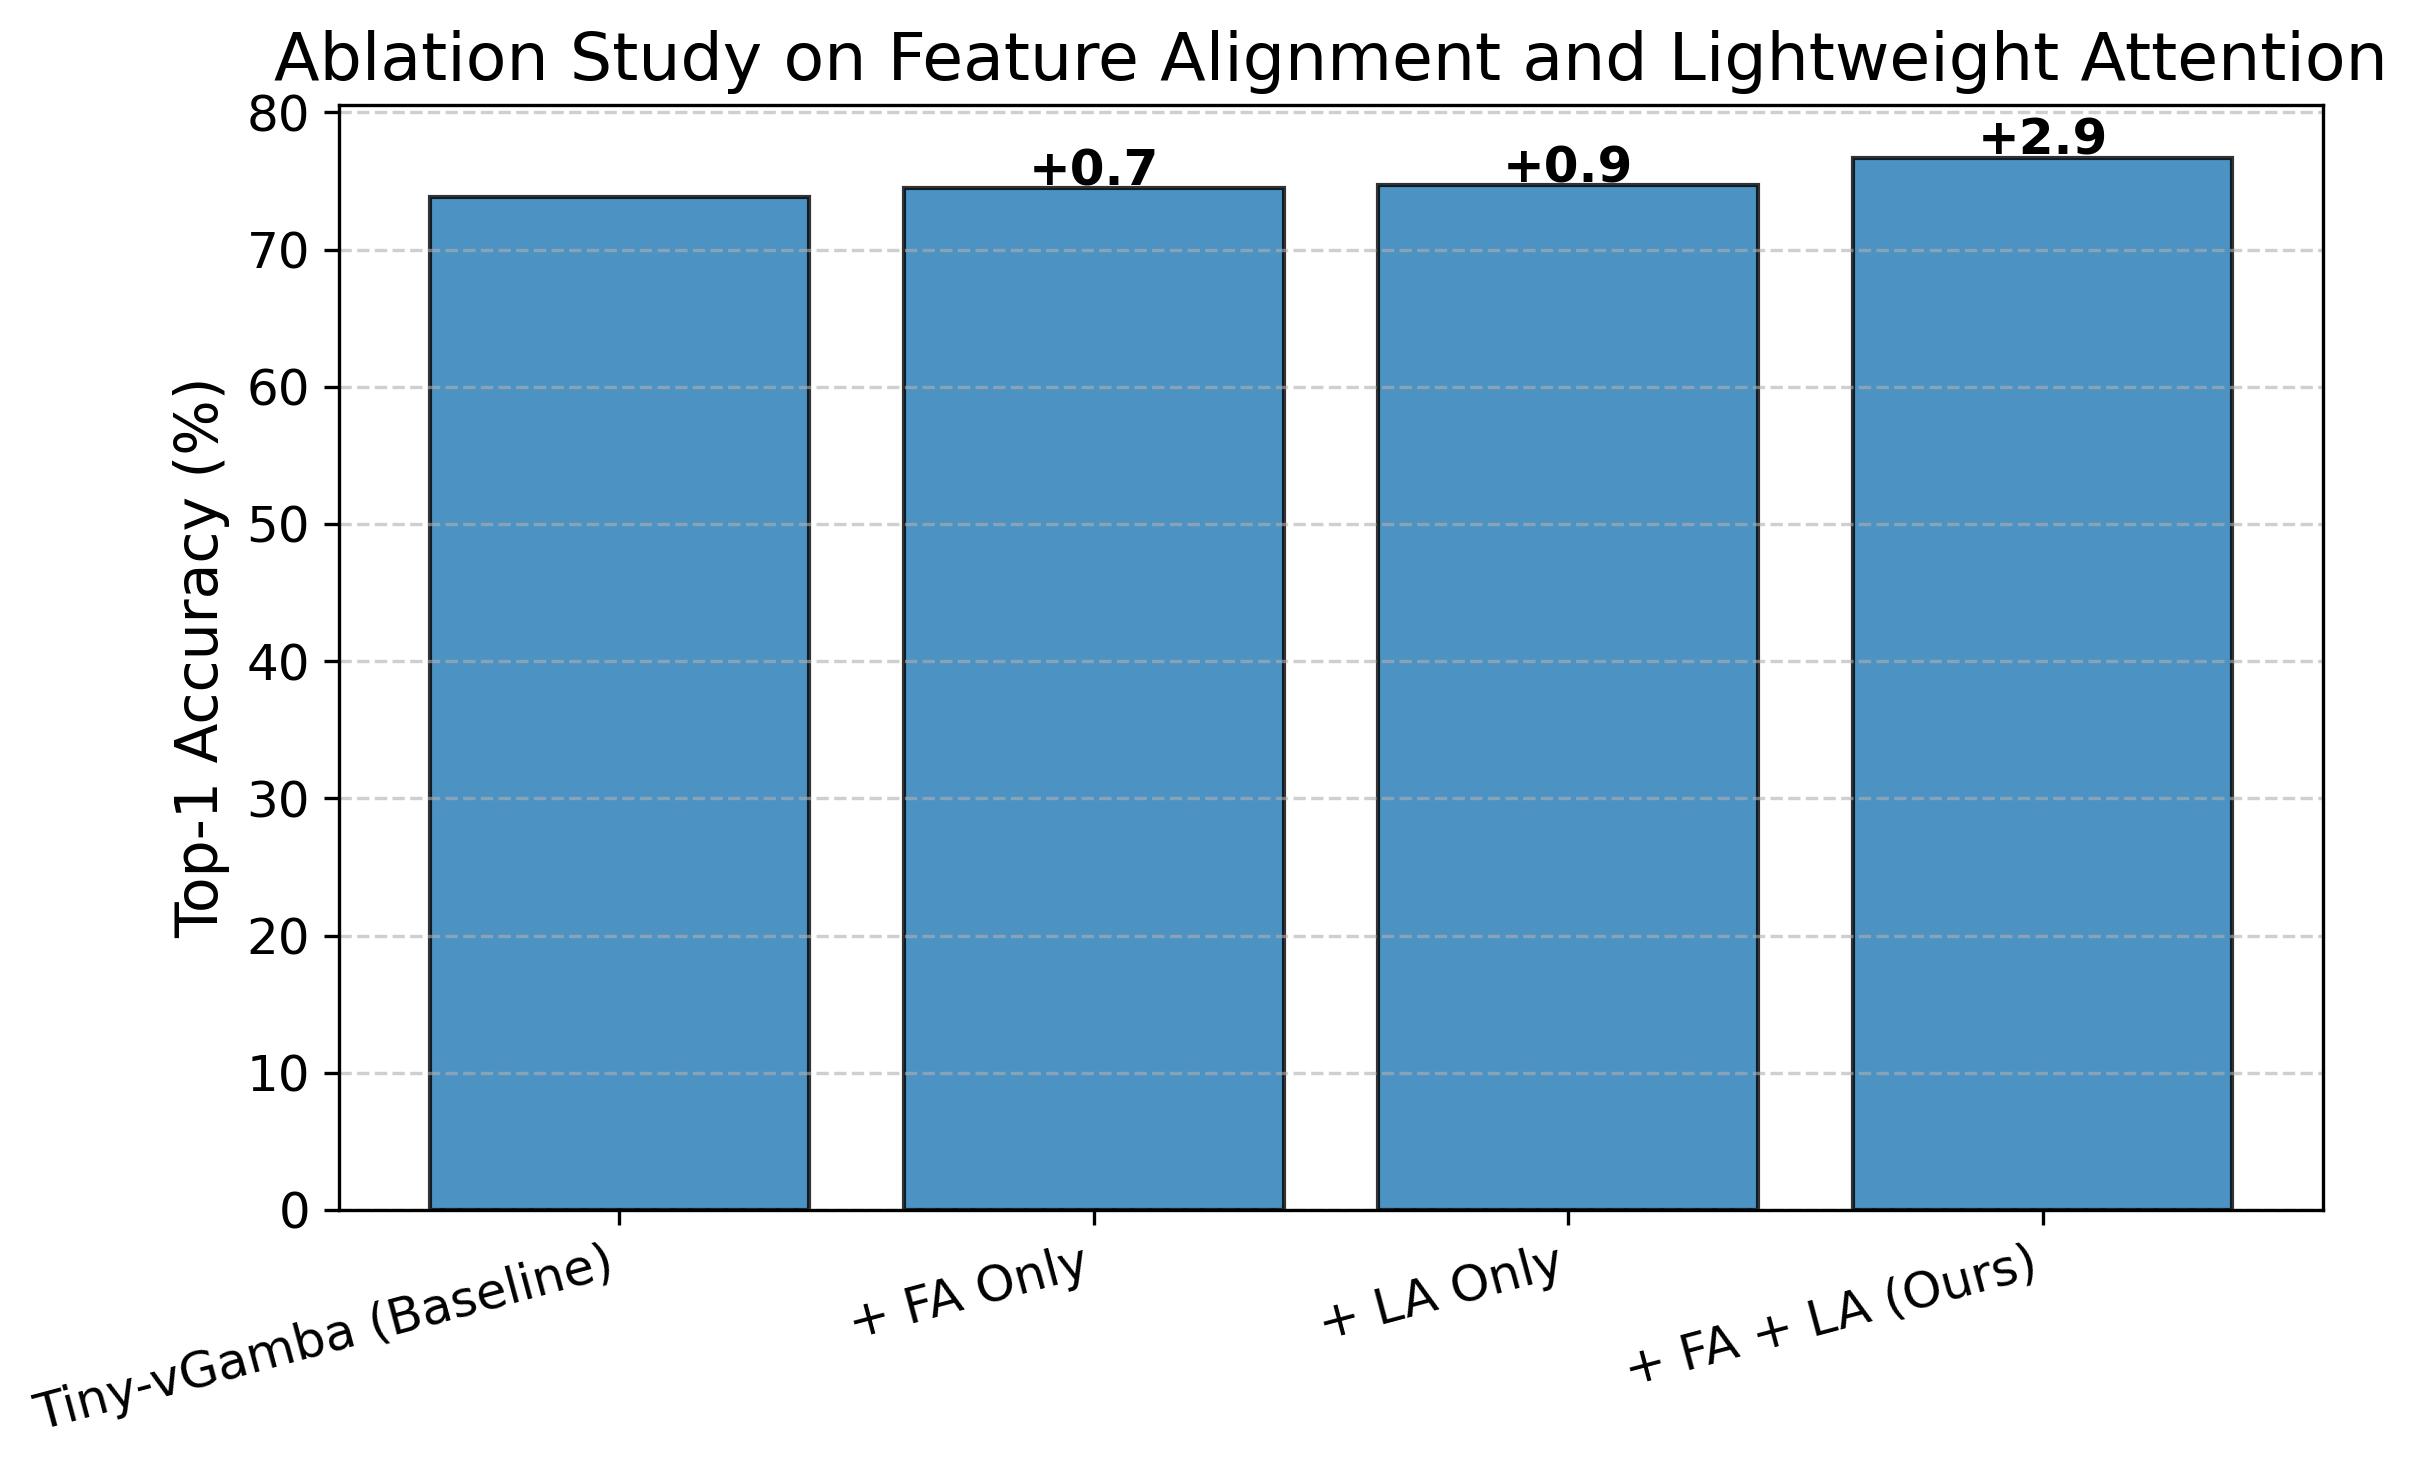 Ablation Study on Feature Alignment and Lightweight Attention
80
70
60
50
40
30
20
10
0
Top-1 Accuracy (%)
+0.7
+0.9
+2.9
Tiny-vGamba (Baseline)
+ FA Only
+ LA Only
+ FA + LA (Ours)